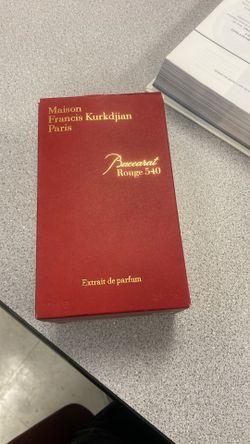 Maison
Francis Kurkdjian
Paris
Baccarat
Rouge 540
Extrait de parfum